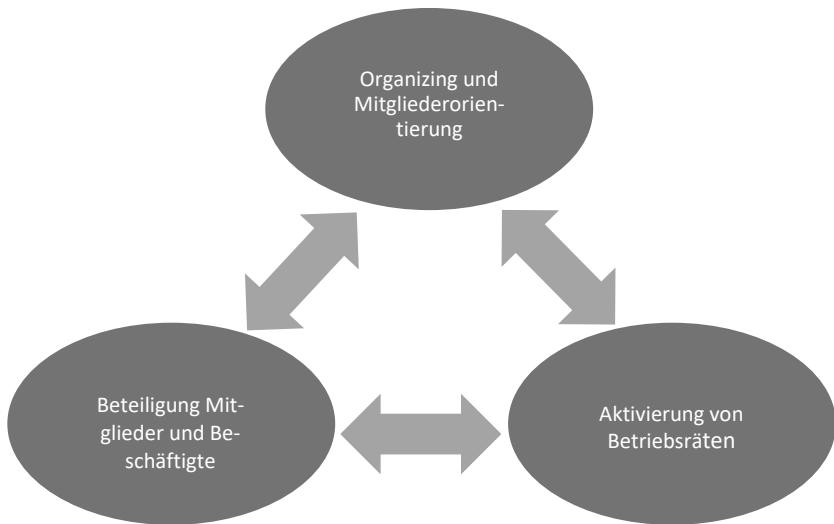 Organizing und
Mitgliederorien-
tierung
Beteiligung Mit-
glieder und Be-
schäftigte
Aktivierung von
Betriebsräten